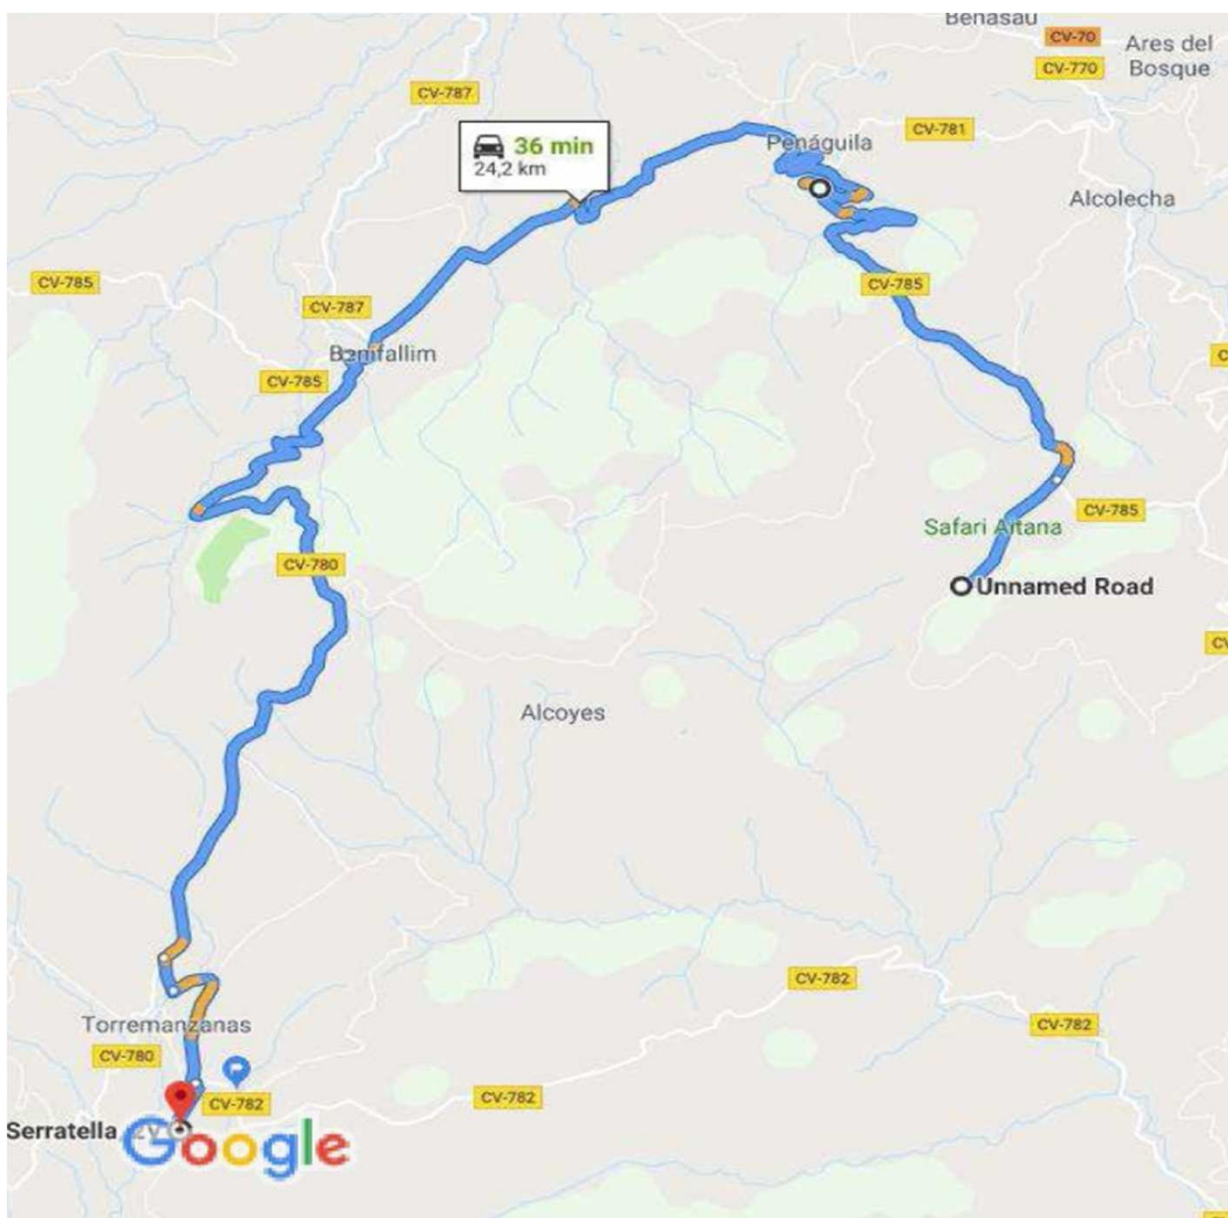 Benasau
CV-70
Ares del
Bosque
CV-770
CV-787
CV-781
36 min
24,2 km
Penáguila
Alcolecha
CV-785
CV-785
CV-787
Benifallim
CV-785
CV-785
Safari Aitana
Unnamed Road
CV-780
Alcoyes
CV-782
CV-782
Torremanzanas
CV-780
CV-782
CV-782
Serratella
Google